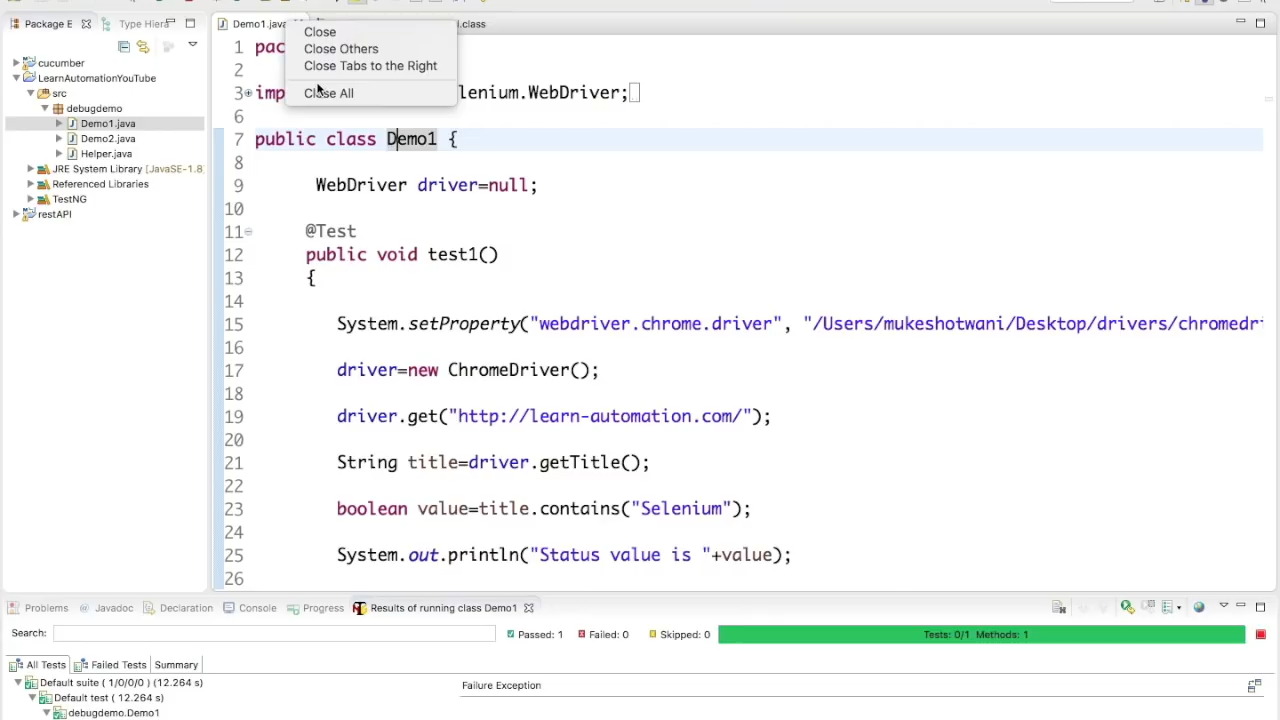 Package E
Type Hiera
Demo1.java
l.class
Close
Close Others
Close Tabs to the Right
Close All
cucumber
LearnAutomationYouTube
src
debugdemo
Demo1.java
Demo2.java
Helper.java
JRE System Library [JavaSE-1.8]
Referenced Libraries
TestNG
restAPI
1 pac
2
3 imp lenium.WebDriver;
6
7 public class Demo1 {
8
9 WebDriver driver=null;
10
11 @Test
12 public void test1()
13 {
14
15 System.setProperty("webdriver.chrome.driver", "/Users/mukeshotwani/Desktop/drivers/chromedri
16
17 driver=new ChromeDriver();
18
19 driver.get("http://learn-automation.com/");
20
21 String title=driver.getTitle();
22
23 boolean value=title.contains("Selenium");
24
25 System.out.println("Status value is "+value);
26
Problems Javadoc Declaration Console Progress Results of running class Demo1
Search: Passed: 1 Failed: 0 Skipped: 0 Tests: 0/1 Methods: 1
All Tests Failed Tests Summary
Default suite ( 1/0/0/0 ) (12.264 s)
Default test ( 12.264 s)
debugdemo.Demo1
Failure Exception